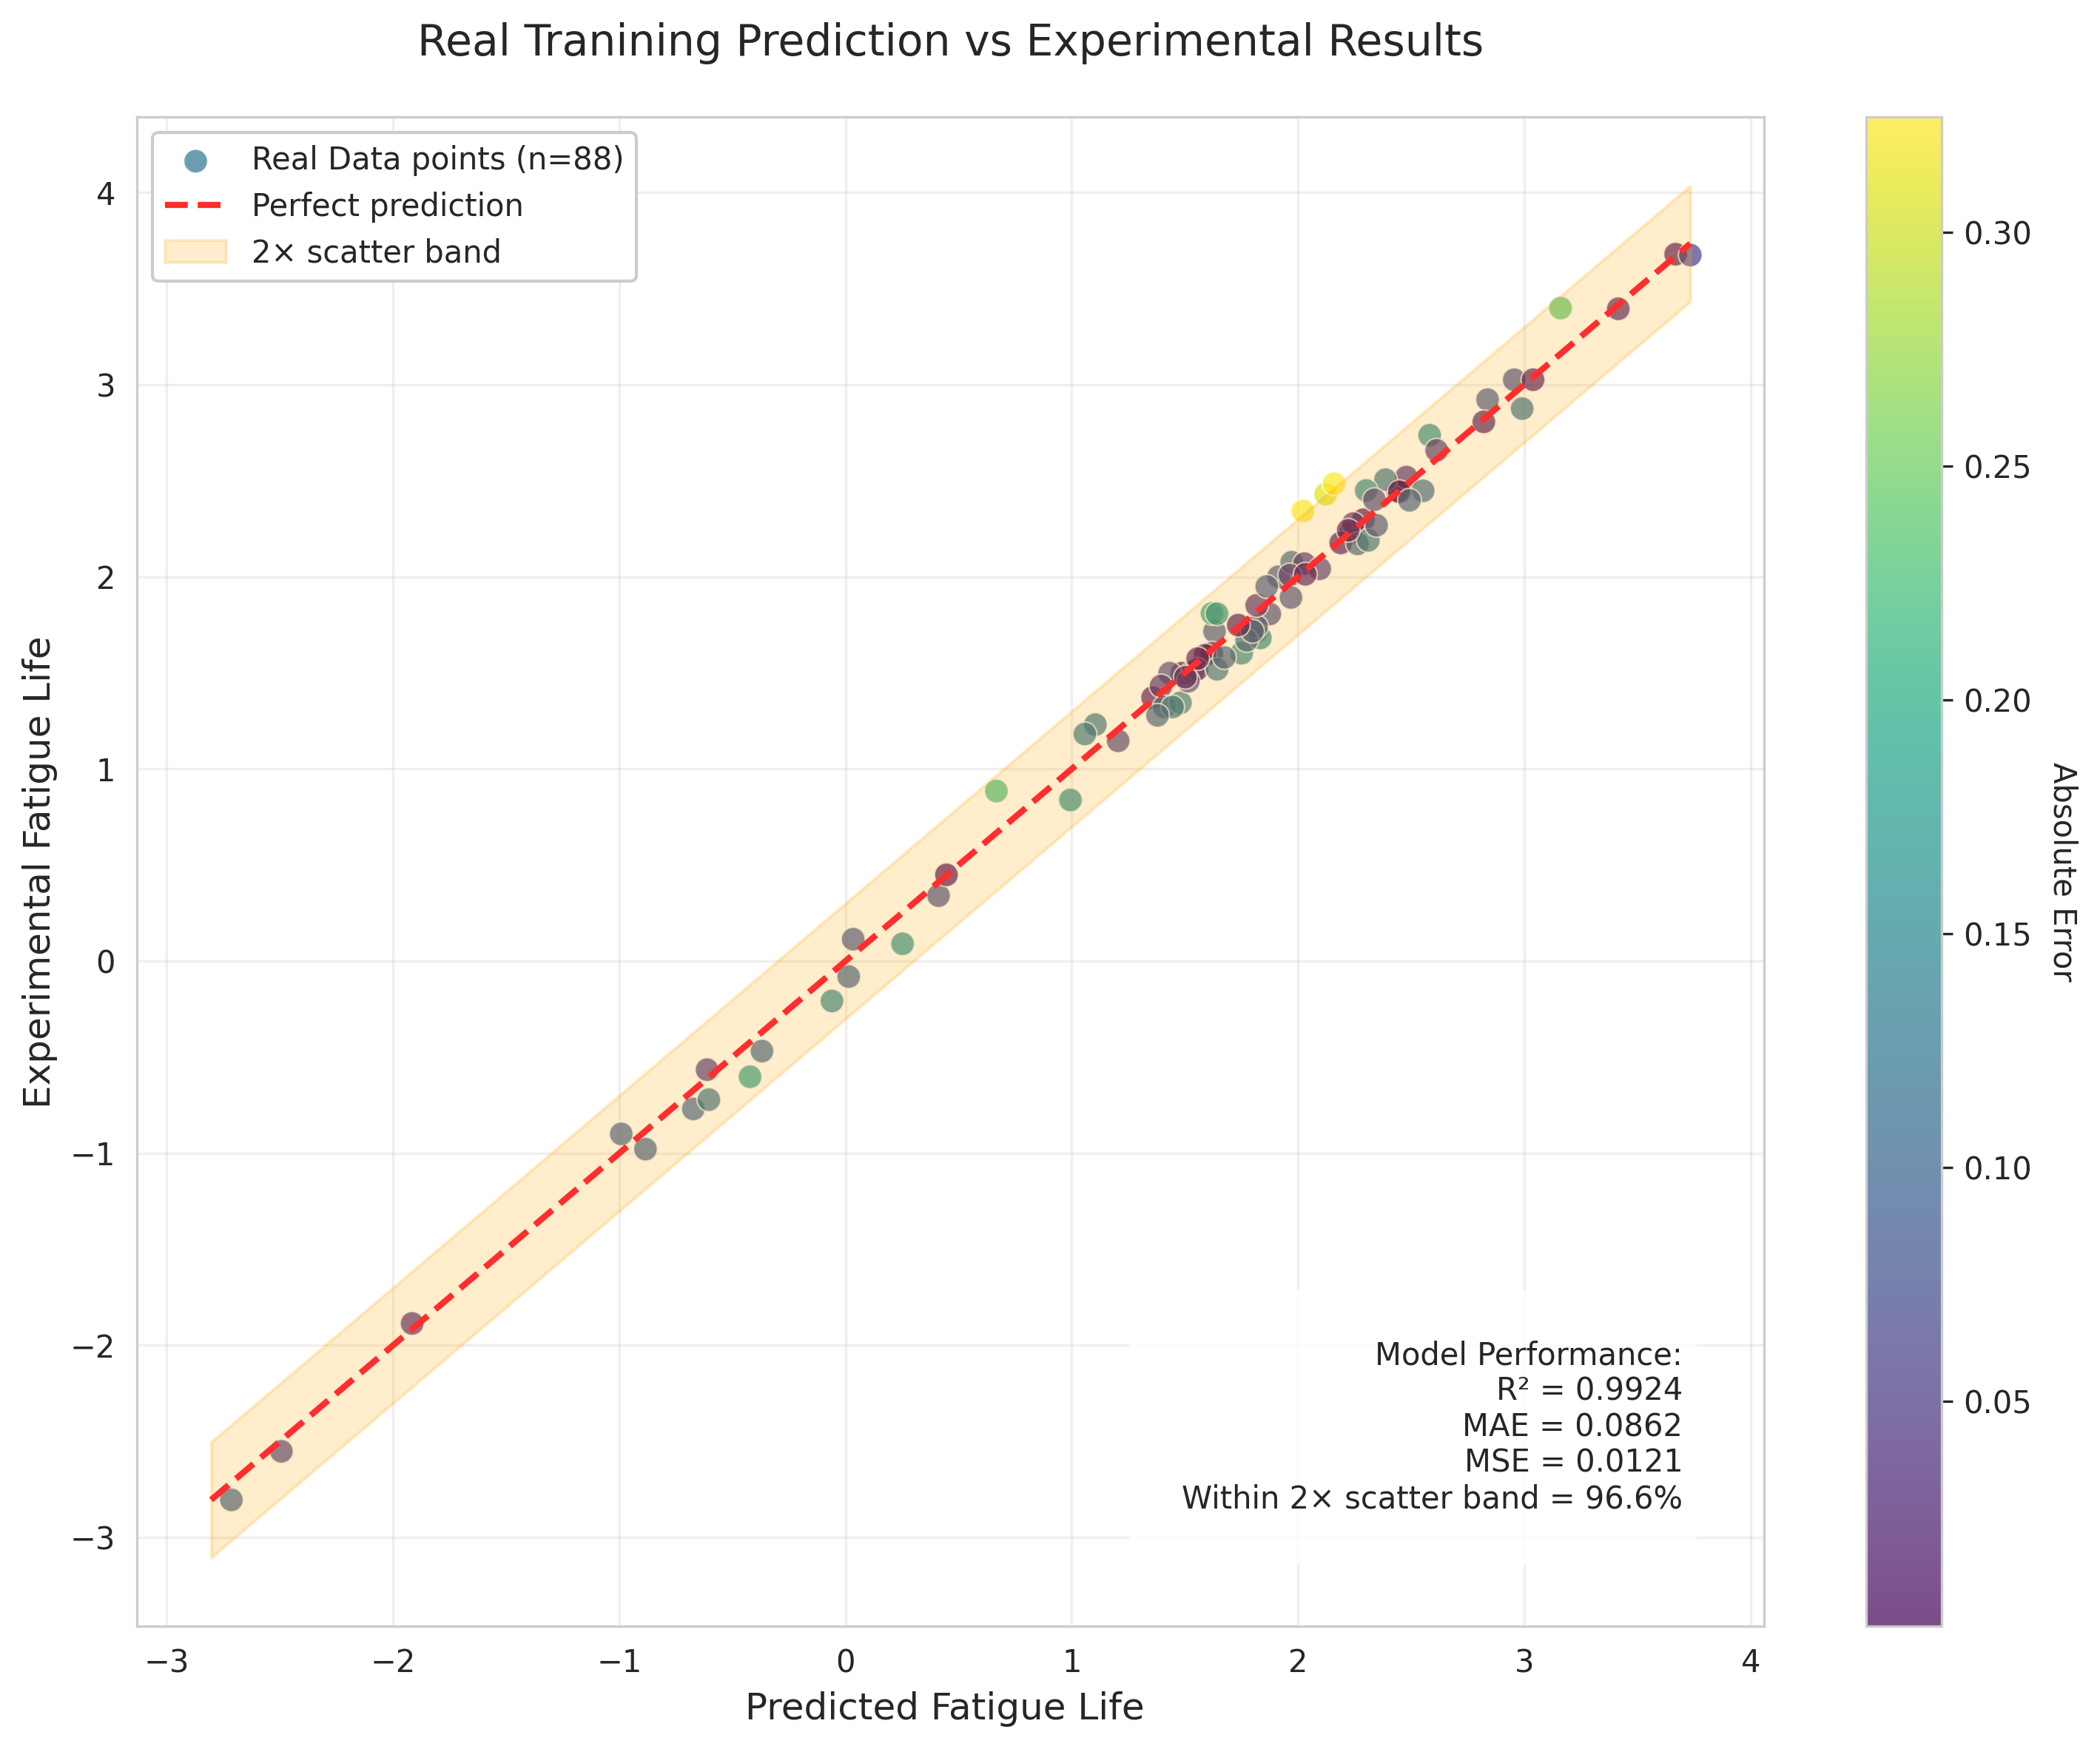 Real Tranining Prediction vs Experimental Results
Real Data points (n=88)
Perfect prediction
2× scatter band
4
3
2
1
0
−1
−2
−3
Experimental Fatigue Life
−3
−2
−1
0
1
2
3
4
Predicted Fatigue Life
Model Performance:
R² = 0.9924
MAE = 0.0862
MSE = 0.0121
Within 2× scatter band = 96.6%
0.30
0.25
0.20
0.15
0.10
0.05
Absolute Error